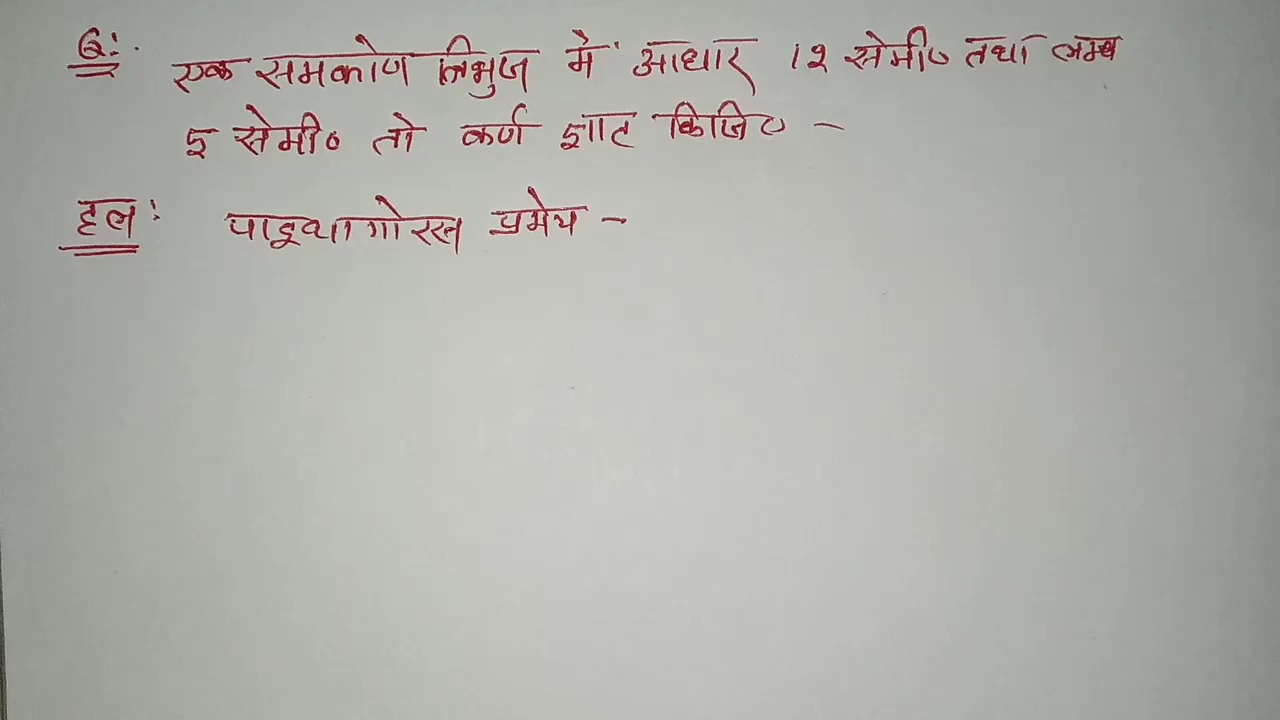 Q:. एक समकोण त्रिभुज में आधार 12 सेमी० तथा लम्ब
5 सेमी० तो कर्ण ज्ञात किजिए -
हल: पाइथागोरस प्रमेय -